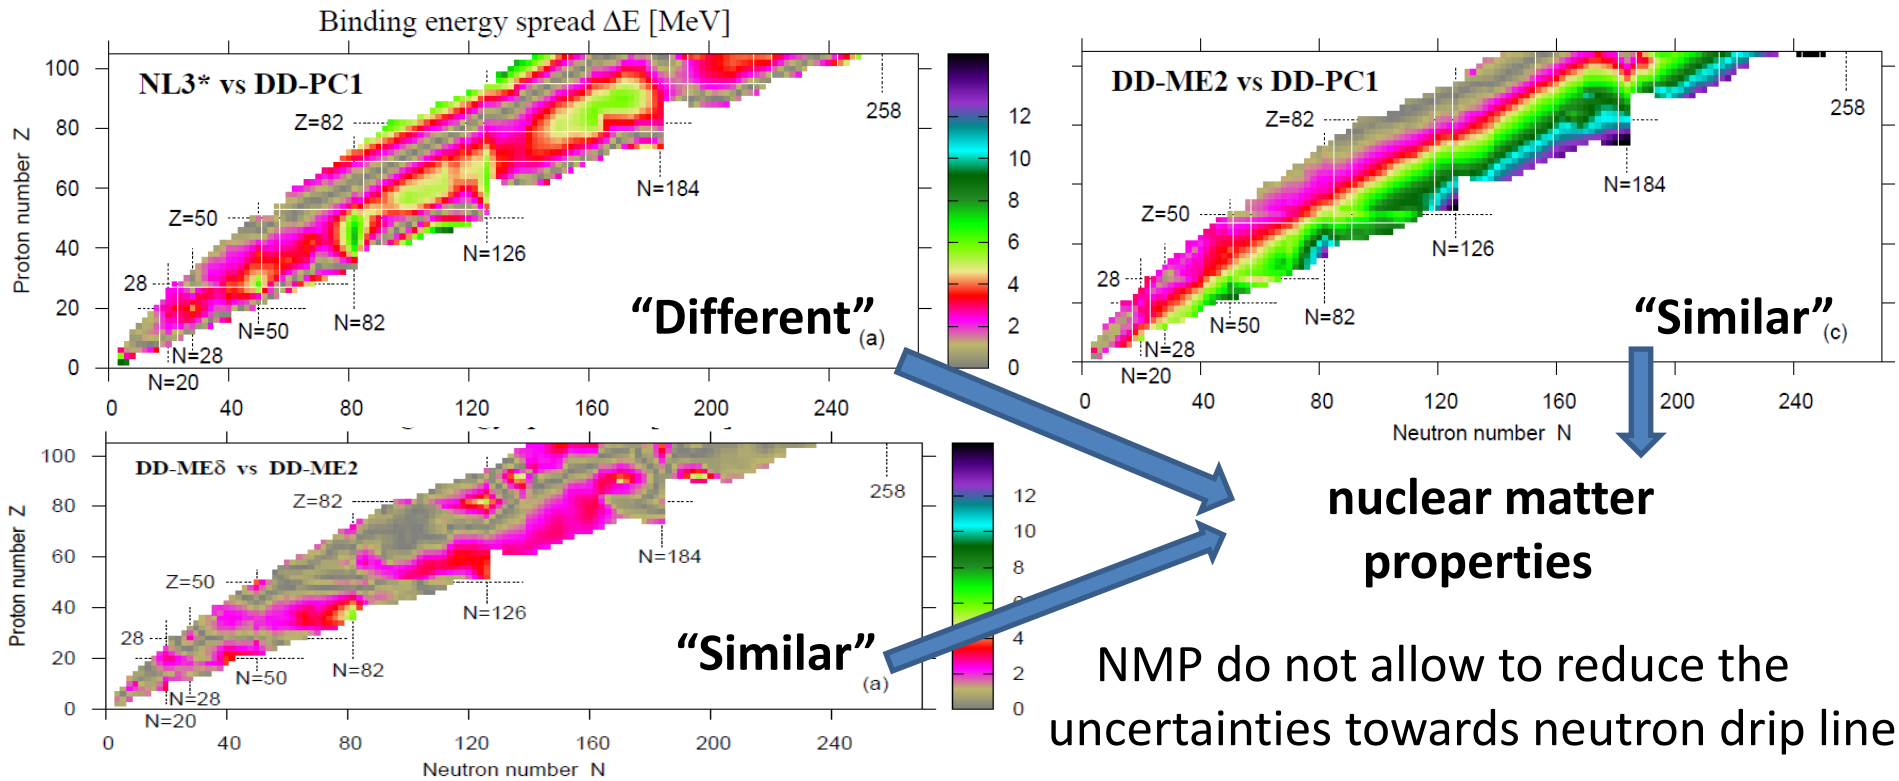 Binding energy spread ΔE [MeV]
NL3* vs DD-PC1
Proton number Z
100
80
60
40
20
0
Z=82
Z=50
28
N=20
N=28
N=50
N=82
N=126
N=184
258
“Different”
(a)
12
10
8
6
4
2
0
0 40 80 120 160 200 240
DD-ME2 vs DD-PC1
Z=82
Z=50
28
N=20
N=28
N=50
N=82
N=126
N=184
258
“Similar”
(c)
0 40 80 120 160 200 240
Neutron number N
DD-MEδ vs DD-ME2
Proton number Z
100
80
60
40
20
0
Z=82
Z=50
28
N=20
N=28
N=50
N=82
N=126
N=184
258
“Similar”
(a)
12
10
8
6
4
2
0
0 40 80 120 160 200 240
Neutron number N
nuclear matter
properties
NMP do not allow to reduce the
uncertainties towards neutron drip line